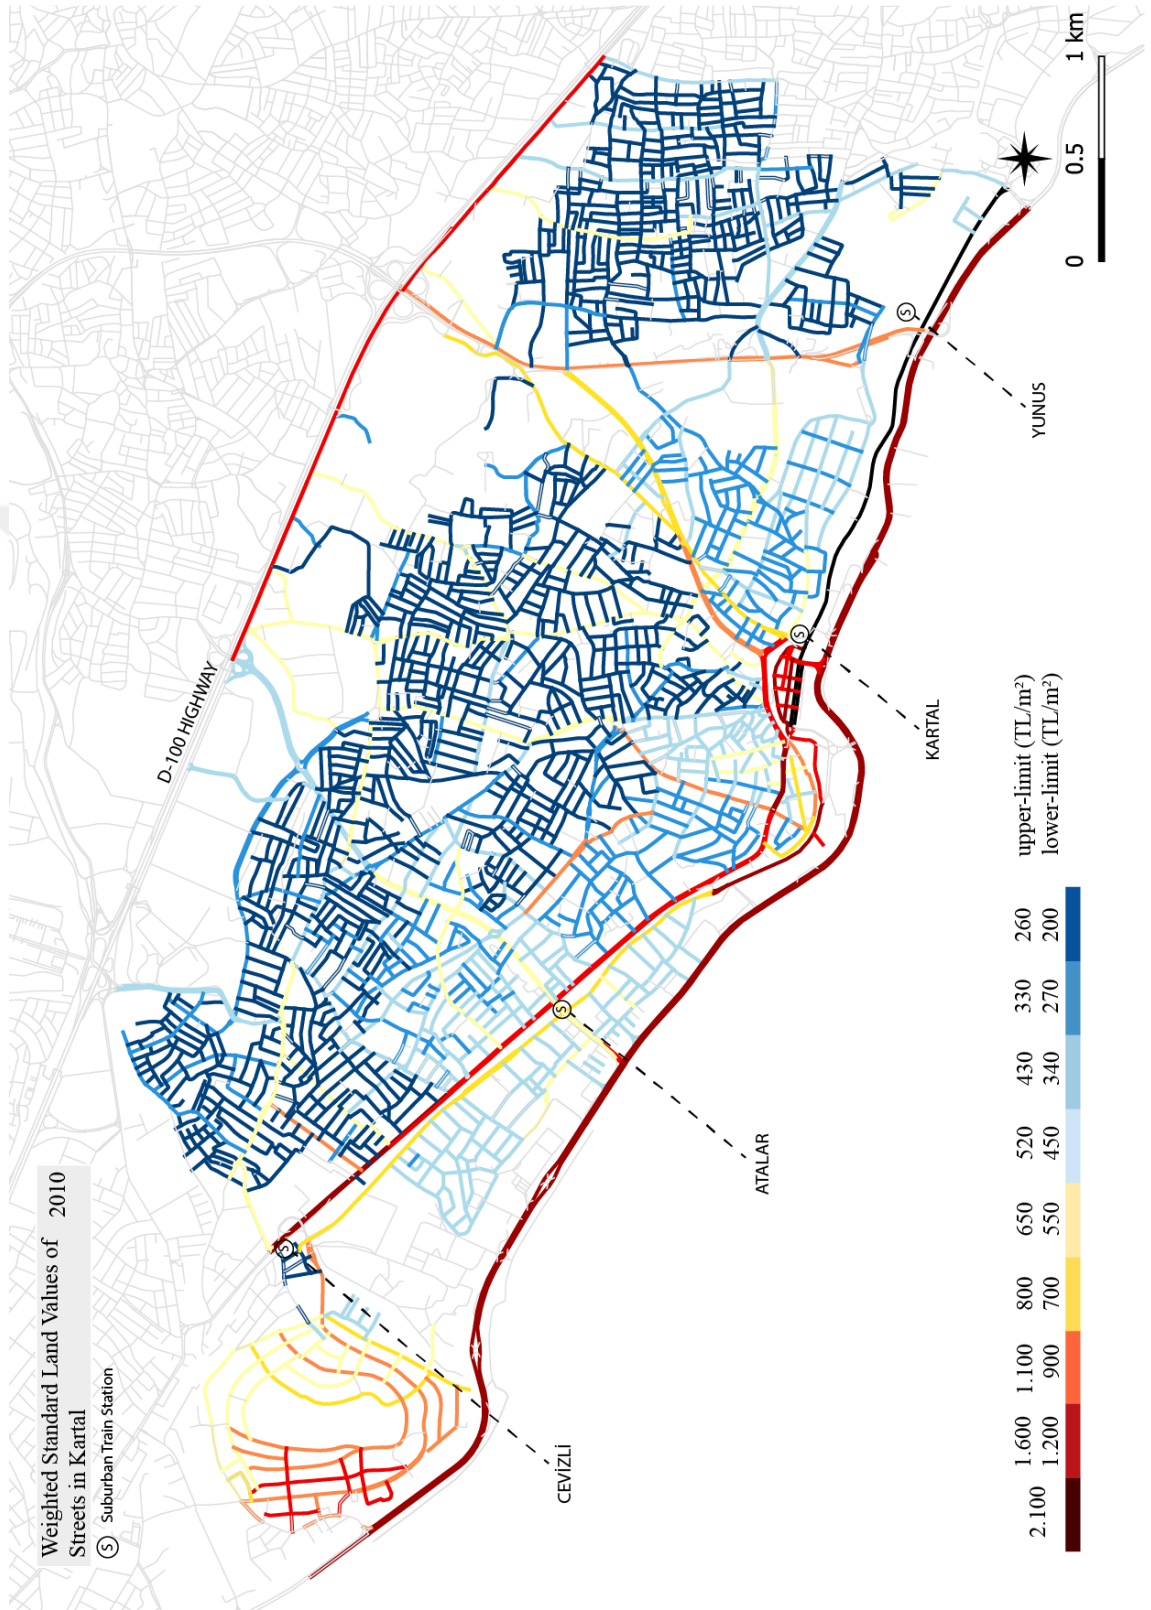 Weighted Standard Land Values of 2010
Streets in Kartal
S Suburban Train Station
D-100 HIGHWAY
S
S
S
S
CEVİZLİ
ATALAR
KARTAL
YUNUS
2.100 1.600 1.100 800 650 520 430 330 260 upper-limit (TL/m²)
1.200 900 700 550 450 340 270 200 lower-limit (TL/m²)
0 0.5 1 km